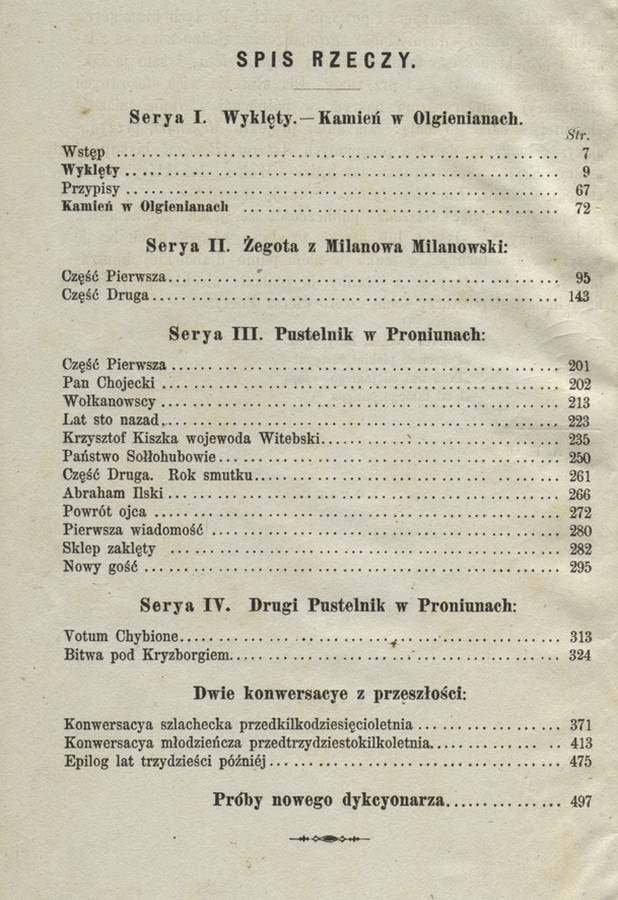 SPIS RZECZY.
Serya I. Wyklęty.—Kamień w Olgienianach.
Str.
Wstęp ........ 7
Wyklęty ........ 9
Przypisy ........ 67
Kamień w Olgienianach ........ 72
Serya II. Żegota z Milanowa Milanowski:
Część Pierwsza ........ 95
Część Druga ........ 143
Serya III. Pustelnik w Proniunach:
Część Pierwsza ........ 201
Pan Chojecki ........ 202
Wołkanowscy ........ 213
Lat sto nazad ........ 223
Krzysztof Kiszka wojewoda Witebski ........ 235
Państwo Sołłohubowie ........ 250
Część Druga. Rok smutku ........ 261
Abraham Ilski ........ 266
Powrót ojca ........ 272
Pierwsza wiadomość ........ 280
Sklep zaklęty ........ 282
Nowy gość ........ 295
Serya IV. Drugi Pustelnik w Proniunach:
Votum Chybione ........ 313
Bitwa pod Kryzborgiem ........ 324
Dwie konwersacye z przeszłości:
Konwersacya szlachecka przedkilkodziesięcioletnia ........ 371
Konwersacya młodzieńcza przedtrzydziestokilkoletnia ........ 413
Epilog lat trzydzieści późniéj ........ 475
Próby nowego dykcyonarza ........ 497